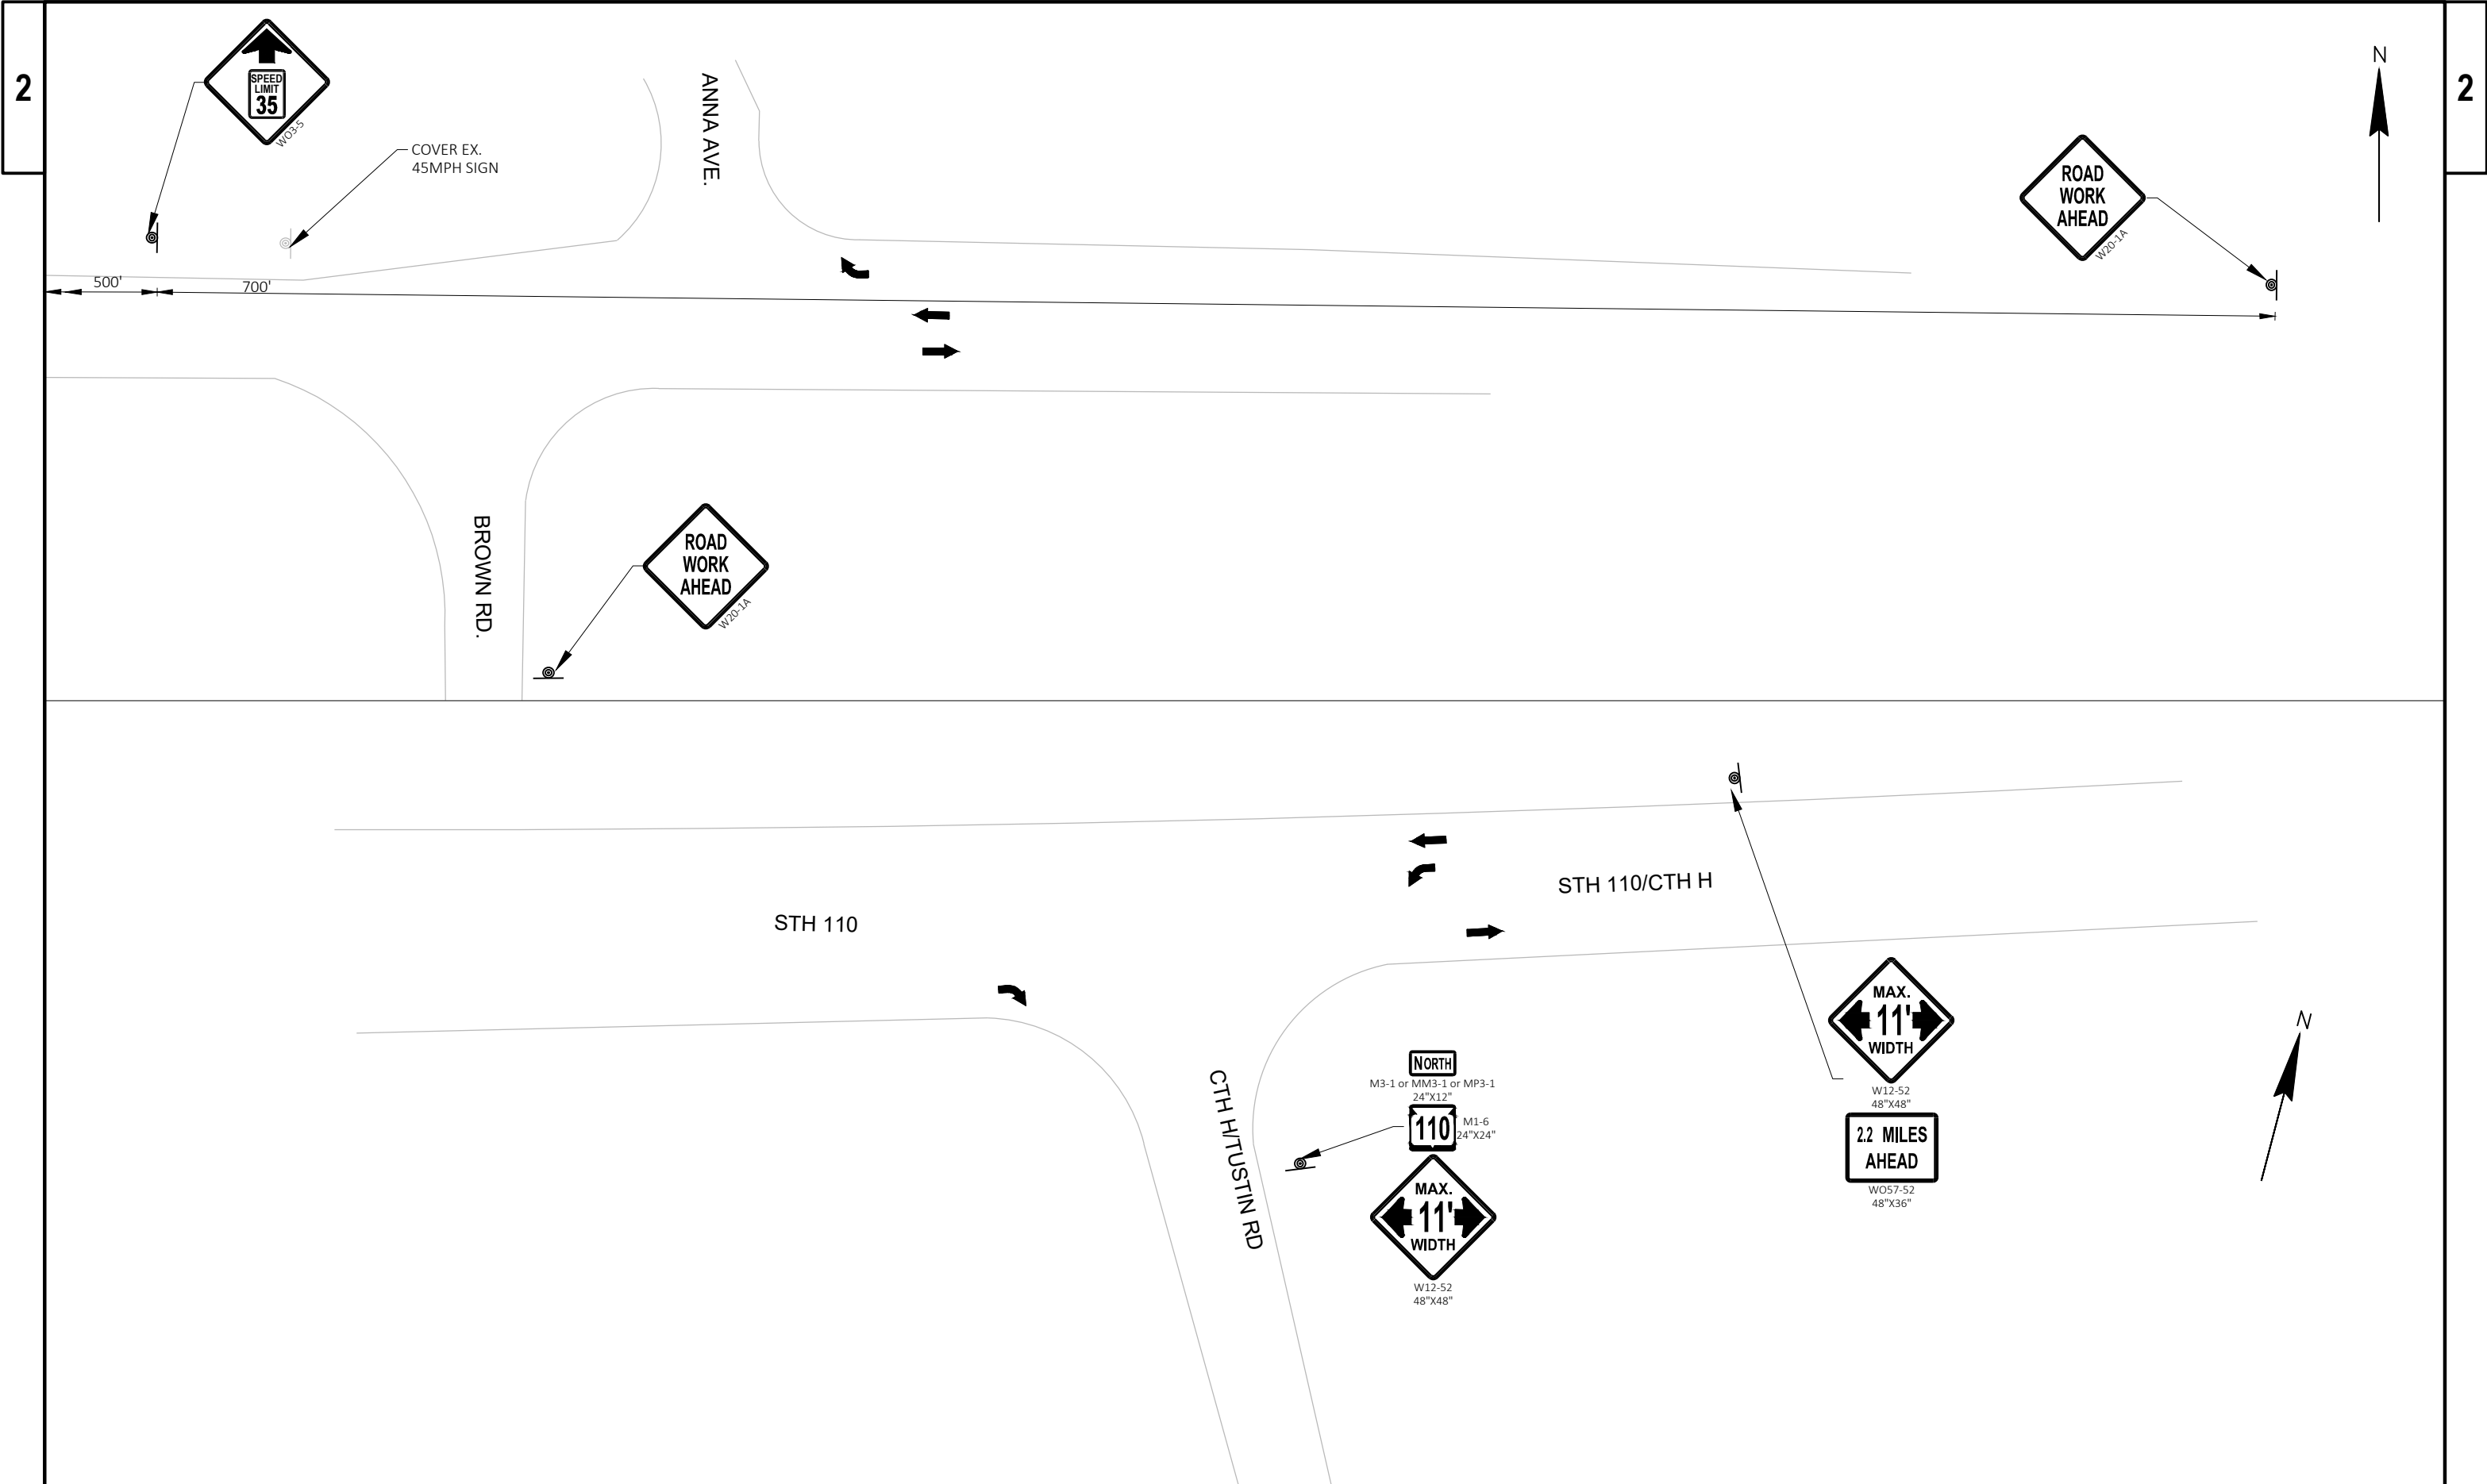 2
2
SPEED
LIMIT
35
WO3-5
COVER EX.
45MPH SIGN
ANNA AVE.
N
ROAD
WORK
AHEAD
W20-1A
500'
700'
BROWN RD.
ROAD
WORK
AHEAD
W20-1A
STH 110
STH 110/CTH H
CTH H/TUSTIN RD
NORTH
M3-1 or MM3-1 or MP3-1
24"X12"
110
M1-6
24"X24"
MAX.
11'
WIDTH
W12-52
48"X48"
MAX.
11'
WIDTH
W12-52
48"X48"
2.2 MILES
AHEAD
WO57-52
48"X36"
N